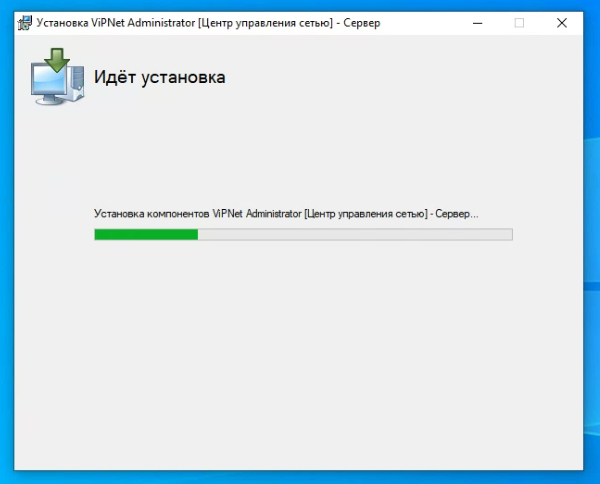 Установка ViPNet Administrator [Центр управления сетью] - Сервер
Идёт установка
Установка компонентов ViPNet Administrator [Центр управления сетью] - Сервер...